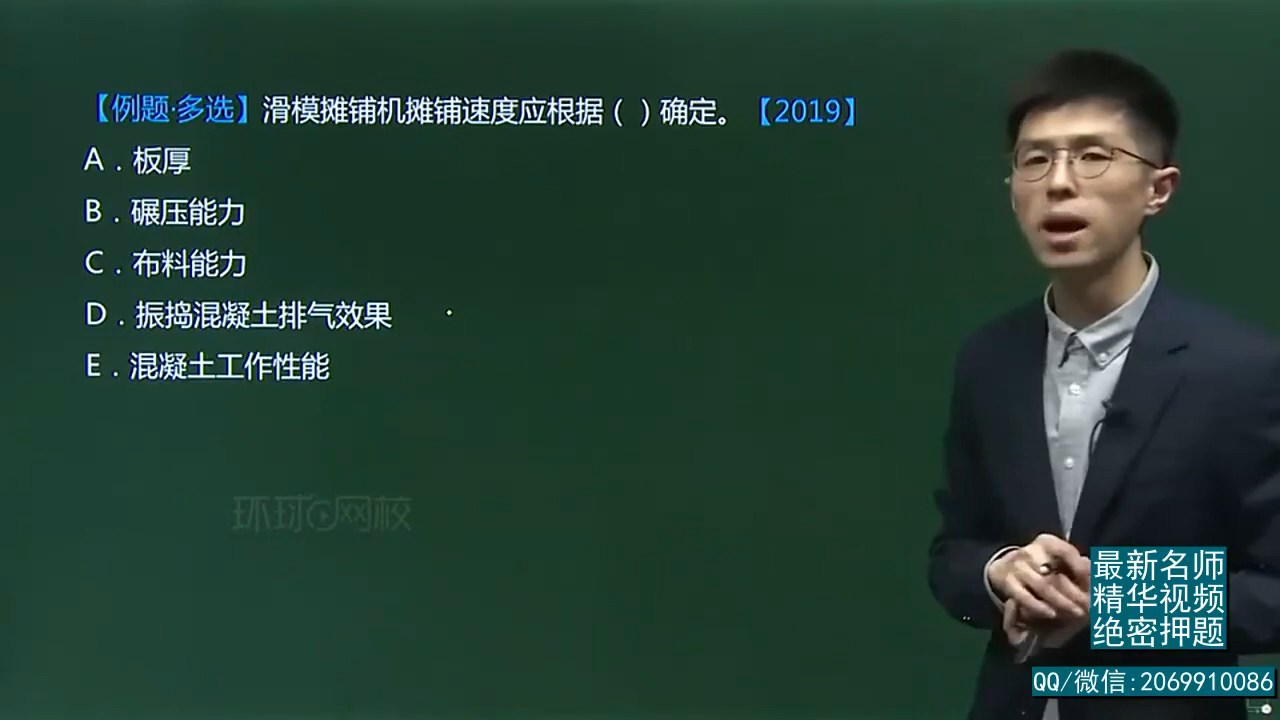 【例题·多选】滑模摊铺机摊铺速度应根据（ ）确定。【2019】
A．板厚
B．碾压能力
C．布料能力
D．振捣混凝土排气效果
E．混凝土工作性能
环球网校
最新名师
精华视频
绝密押题
QQ/微信:2069910086